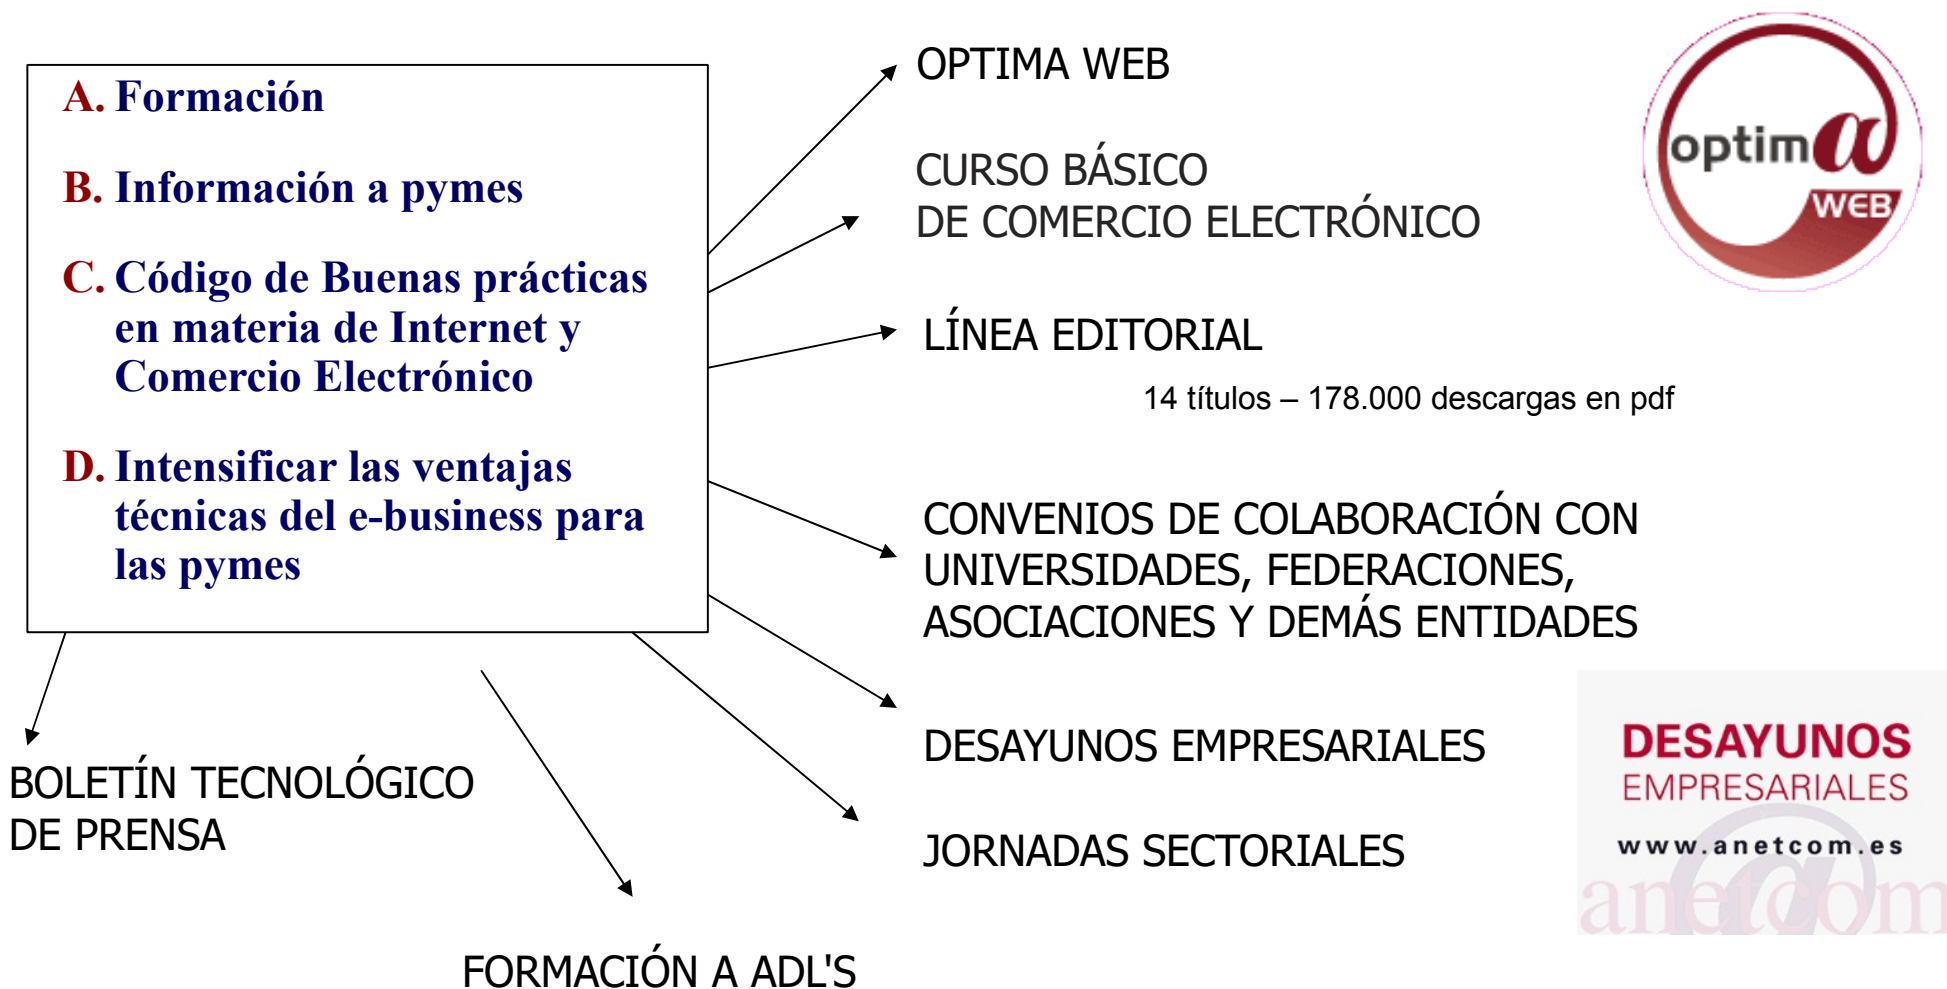 A. Formación
B. Información a pymes
C. Código de Buenas prácticas
en materia de Internet y
Comercio Electrónico
D. Intensificar las ventajas
técnicas del e-business para
las pymes
OPTIMA WEB
CURSO BÁSICO
DE COMERCIO ELECTRÓNICO
LÍNEA EDITORIAL
14 títulos – 178.000 descargas en pdf
CONVENIOS DE COLABORACIÓN CON
UNIVERSIDADES, FEDERACIONES,
ASOCIACIONES Y DEMÁS ENTIDADES
DESAYUNOS EMPRESARIALES
JORNADAS SECTORIALES
BOLETÍN TECNOLÓGICO
DE PRENSA
FORMACIÓN A ADL'S
optim@
WEB
DESAYUNOS
EMPRESARIALES
www.anetcom.es
anetcom